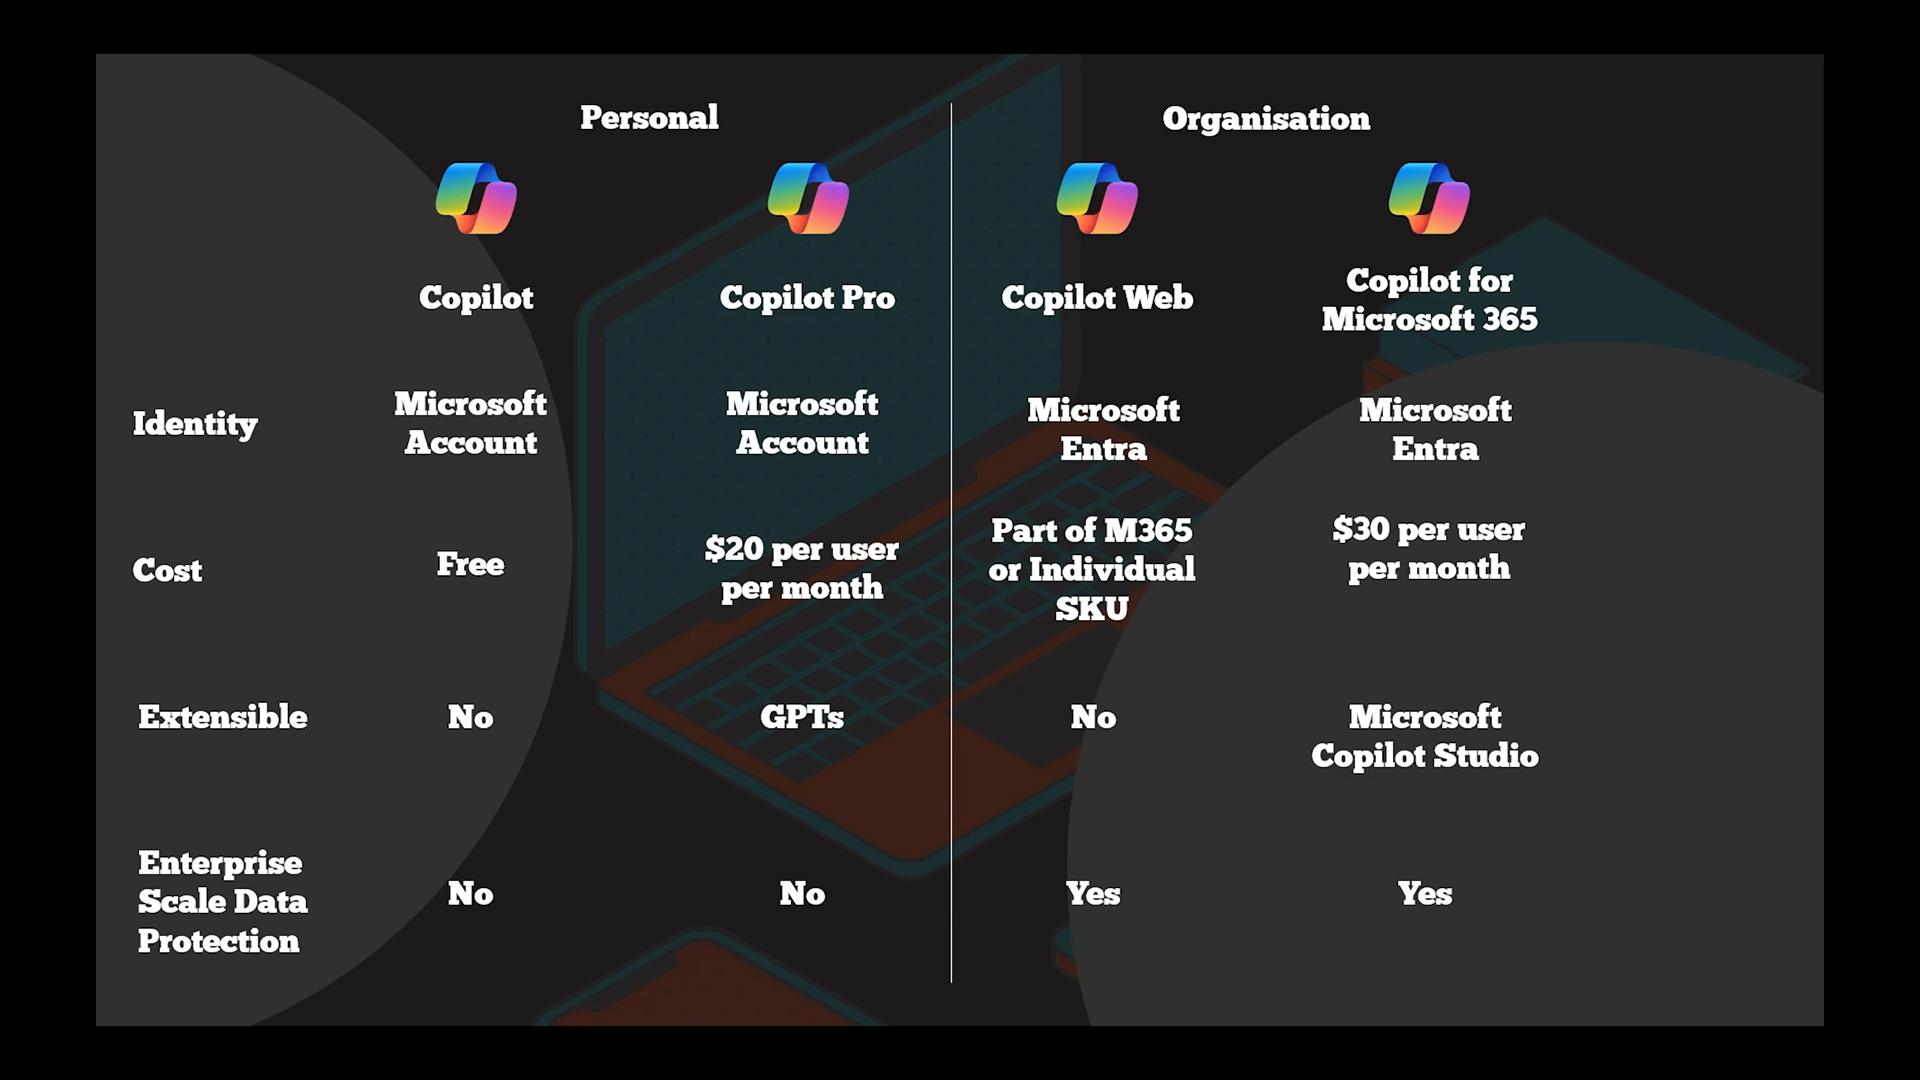 Personal
Organisation
Copilot
Copilot Pro
Copilot Web
Copilot for
Microsoft 365
Identity
Microsoft
Account
Microsoft
Account
Microsoft
Entra
Microsoft
Entra
Cost
Free
$20 per user
per month
Part of M365
or Individual
SKU
$30 per user
per month
Extensible
No
GPTs
No
Microsoft
Copilot Studio
Enterprise
Scale Data
Protection
No
No
Yes
Yes